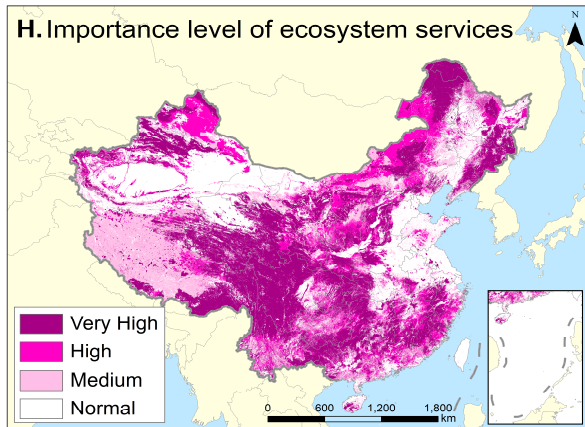 H. Importance level of ecosystem services
N
Very High
High
Medium
Normal
0 600 1,200 1,800
km